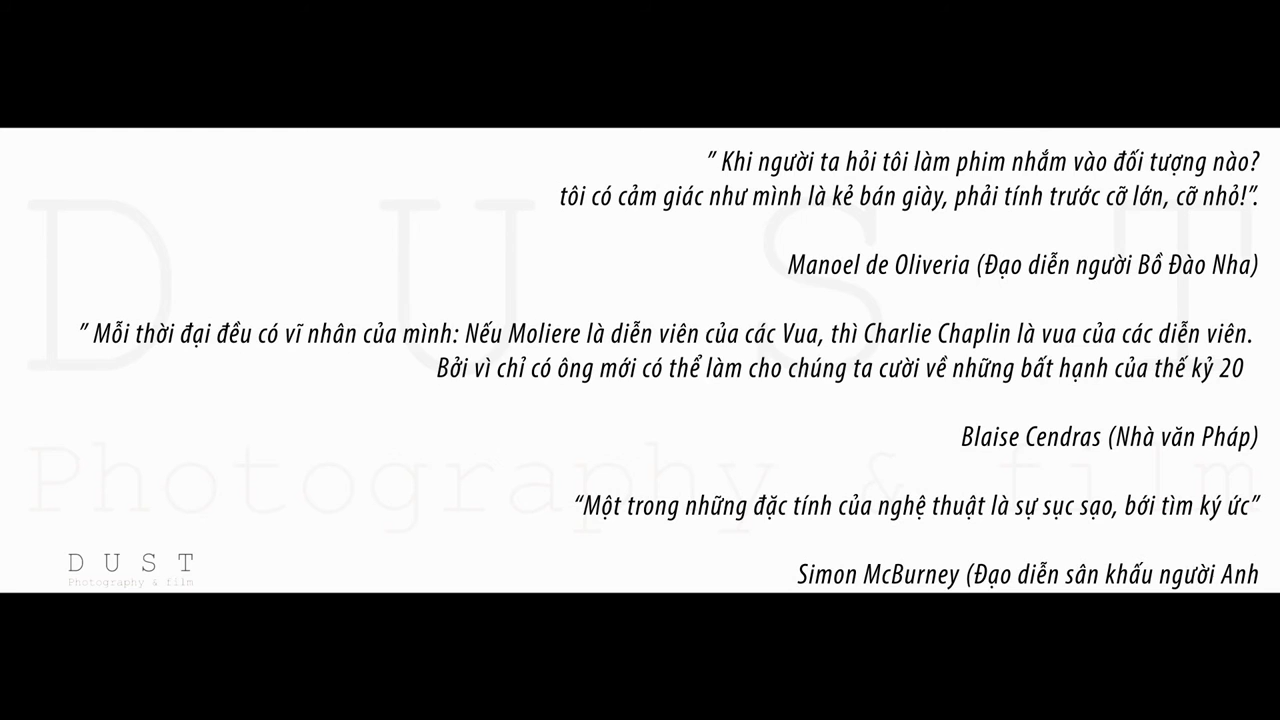 ” Khi người ta hỏi tôi làm phim nhắm vào đối tượng nào?
tôi có cảm giác như mình là kẻ bán giày, phải tính trước cỡ lớn, cỡ nhỏ!”.
Manoel de Oliveria (Đạo diễn người Bồ Đào Nha)
” Mỗi thời đại đều có vĩ nhân của mình: Nếu Moliere là diễn viên của các Vua, thì Charlie Chaplin là vua của các diễn viên.
Bởi vì chỉ có ông mới có thể làm cho chúng ta cười về những bất hạnh của thế kỷ 20
Blaise Cendras (Nhà văn Pháp)
“Một trong những đặc tính của nghệ thuật là sự sục sạo, bới tìm ký ức”
Simon McBurney (Đạo diễn sân khấu người Anh
D U S T
Photography & film
D U S T
Photography & film